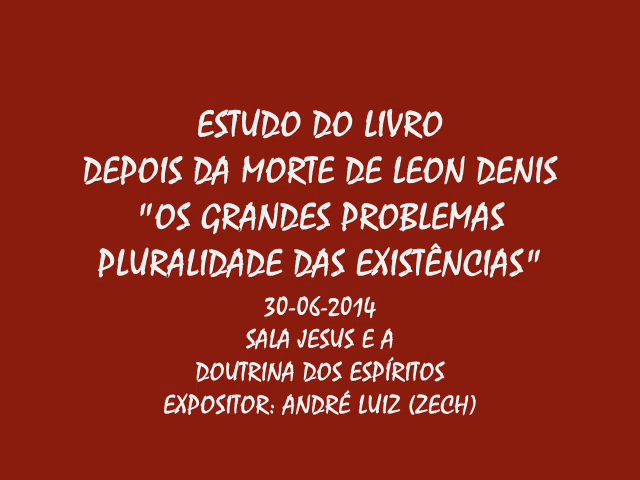 ESTUDO DO LIVRO
DEPOIS DA MORTE DE LEON DENIS
"OS GRANDES PROBLEMAS
PLURALIDADE DAS EXISTÊNCIAS"
30-06-2014
SALA JESUS E A
DOUTRINA DOS ESPÍRITOS
EXPOSITOR: ANDRÉ LUIZ (ZECH)